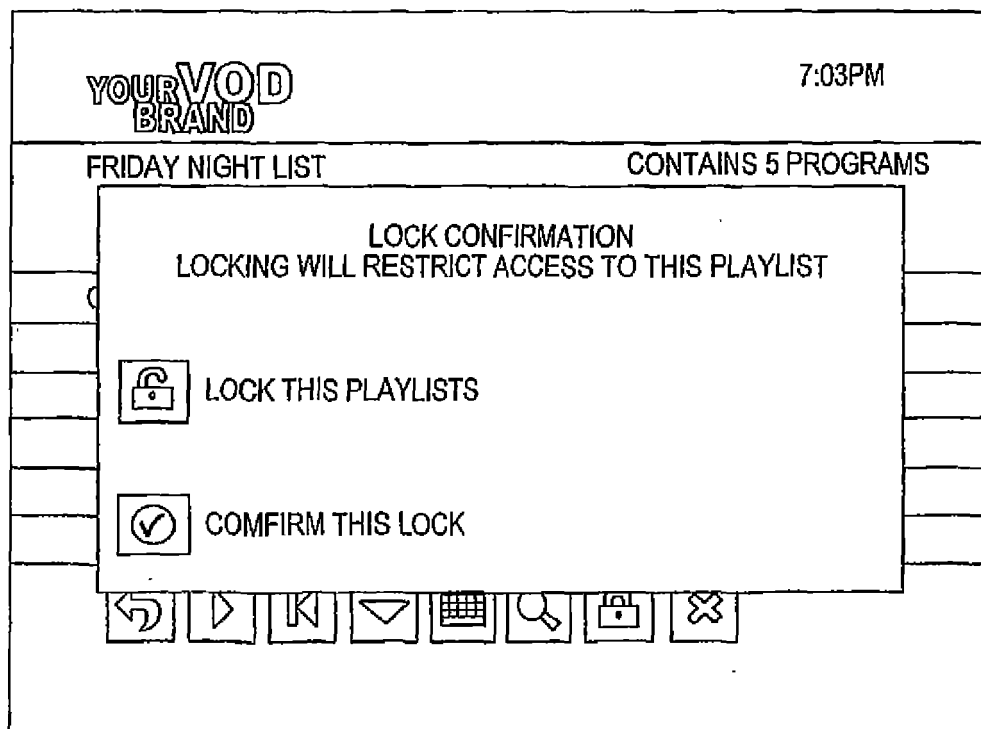 YOUR VOD
BRAND
7:03PM
FRIDAY NIGHT LIST
CONTAINS 5 PROGRAMS
LOCK CONFIRMATION
LOCKING WILL RESTRICT ACCESS TO THIS PLAYLIST
LOCK THIS PLAYLISTS
COMFIRM THIS LOCK